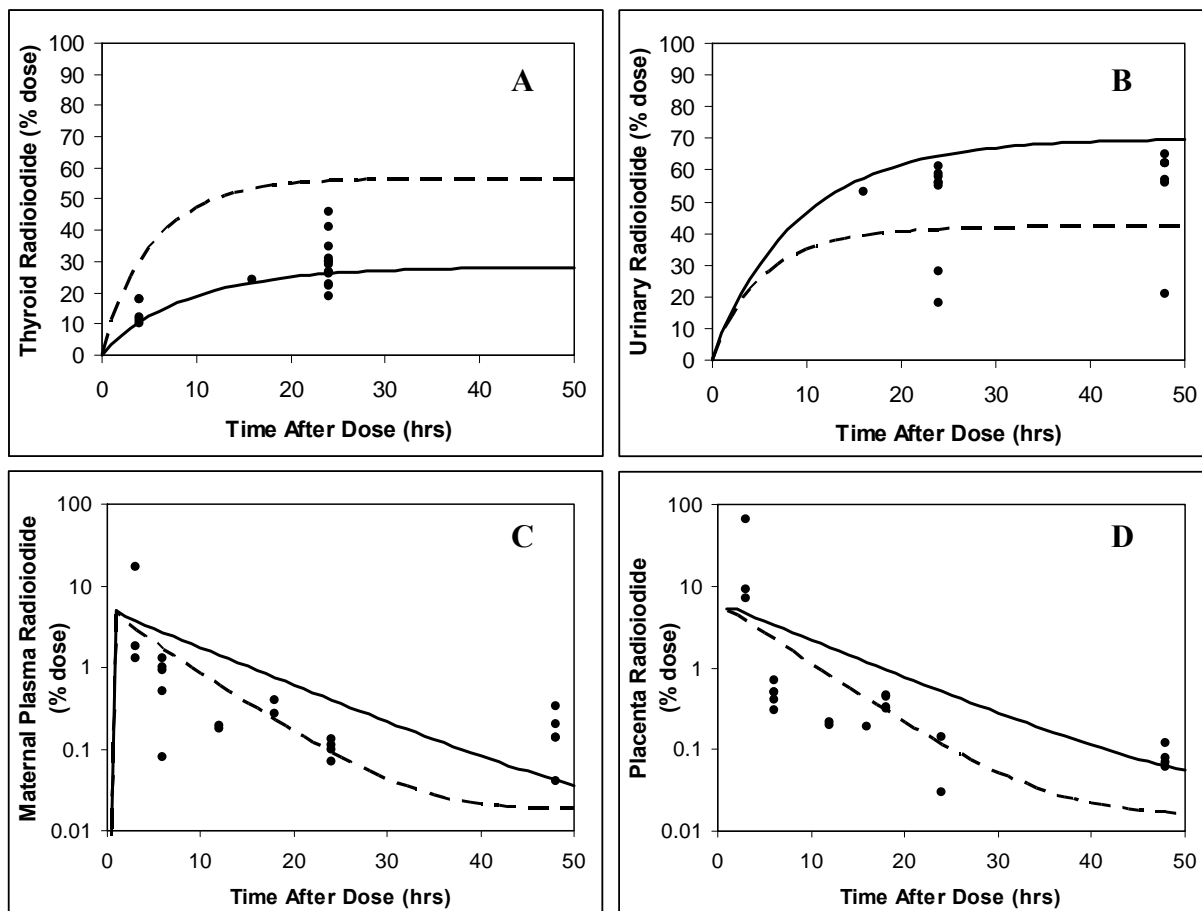 Thyroid Radioiodide (% dose)
100
90
80
70
60
50
40
30
20
10
0
A
0 10 20 30 40 50
Time After Dose (hrs)
Urinary Radioiodide (% dose)
100
90
80
70
60
50
40
30
20
10
0
B
0 10 20 30 40 50
Time After Dose (hrs)
Maternal Plasma Radioiodide
(% dose)
100
10
1
0.1
0.01
C
0 10 20 30 40 50
Time After Dose (hrs)
Placenta Radioiodide
(% dose)
100
10
1
0.1
0.01
D
0 10 20 30 40 50
Time After Dose (hrs)